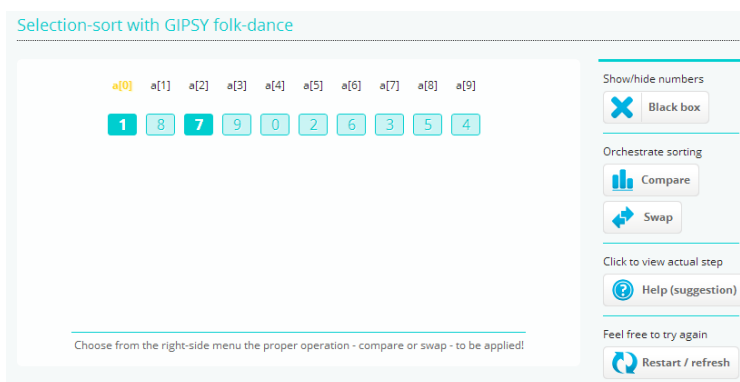 Selection-sort with GIPSY folk-dance
a[0] a[1] a[2] a[3] a[4] a[5] a[6] a[7] a[8] a[9]
1 8 7 9 0 2 6 3 5 4
Choose from the right-side menu the proper operation - compare or swap - to be applied!
Show/hide numbers
Black box
Orchestrate sorting
Compare
Swap
Click to view actual step
Help (suggestion)
Feel free to try again
Restart / refresh